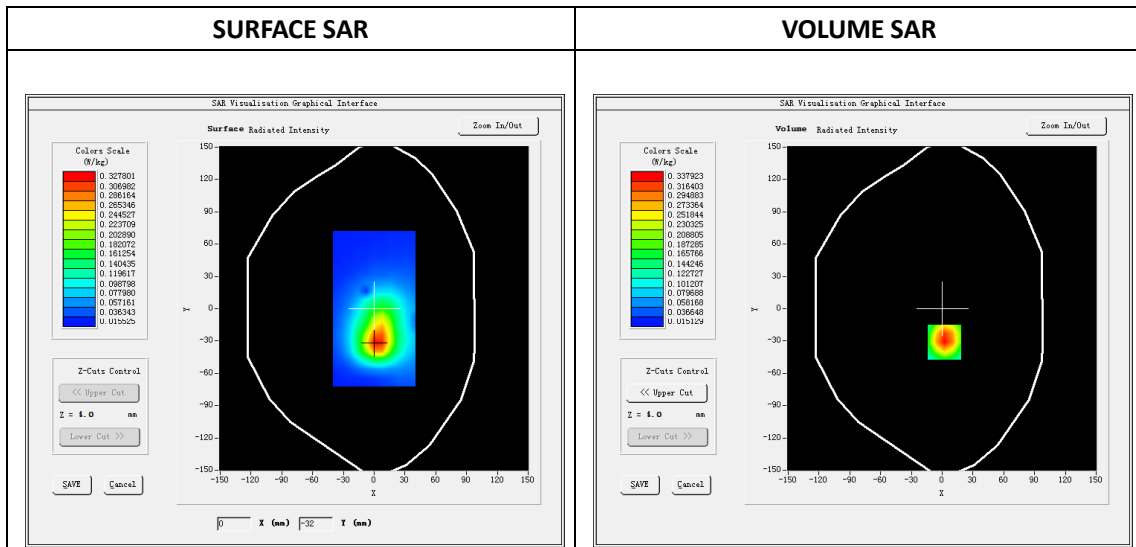 SURFACE SAR
VOLUME SAR
SAR Visualisation Graphical Interface
Surface Radiated Intensity
Zoom In/Out
Colors Scale
(W/kg)
0.327801
0.306982
0.286164
0.265346
0.244527
0.223709
0.202890
0.182072
0.161254
0.140435
0.119617
0.098798
0.077980
0.057161
0.036343
0.015525
150
120
90
60
30
0
-30
-60
-90
-120
-150
Y
-150 -120 -90 -60 -30 0 30 60 90 120 150
X
Z-Cuts Control
<< Upper Cut
Z = 4.0 mm
Lower Cut >>
SAVE Cancel
0 X (mm) -32 Y (mm)
SAR Visualisation Graphical Interface
Volume Radiated Intensity
Zoom In/Out
Colors Scale
(W/kg)
0.337923
0.316403
0.294883
0.273364
0.251844
0.230325
0.208805
0.187285
0.165766
0.144246
0.122727
0.101207
0.079688
0.058168
0.036648
0.015129
150
120
90
60
30
0
-30
-60
-90
-120
-150
Y
-150 -120 -90 -60 -30 0 30 60 90 120 150
X
Z-Cuts Control
<< Upper Cut
Z = 4.0 mm
Lower Cut >>
SAVE Cancel